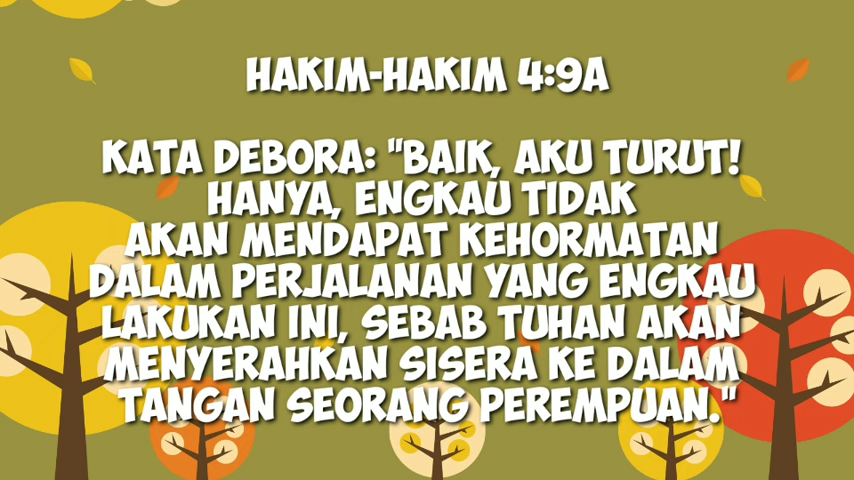 HAKIM-HAKIM 4:9A
KATA DEBORA: "BAIK, AKU TURUT!
HANYA, ENGKAU TIDAK
AKAN MENDAPAT KEHORMATAN
DALAM PERJALANAN YANG ENGKAU
LAKUKAN INI, SEBAB TUHAN AKAN
MENYERAHKAN SISERA KE DALAM
TANGAN SEORANG PEREMPUAN."